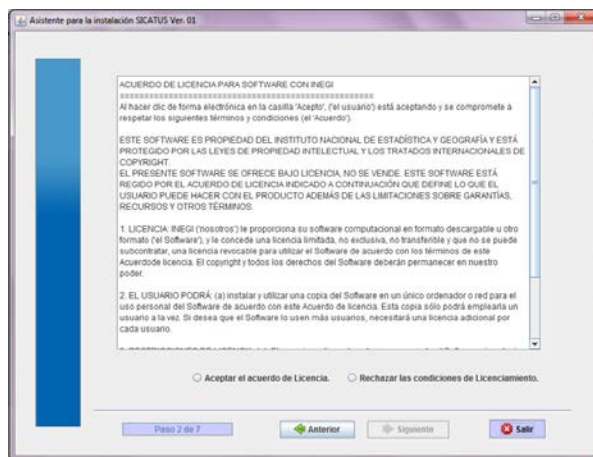 Asistente para la instalación SICATUS Ver. 01
ACUERDO DE LICENCIA PARA SOFTWARE CON INEGI
Al hacer clic de forma electrónica en la casilla 'Acepto', ('el usuario') está aceptando y se compromete a
respetar los siguientes términos y condiciones (el 'Acuerdo').
ESTE SOFTWARE ES PROPIEDAD DEL INSTITUTO NACIONAL DE ESTADÍSTICA Y GEOGRAFÍA Y ESTÁ
PROTEGIDO POR LAS LEYES DE PROPIEDAD INTELECTUAL Y LOS TRATADOS INTERNACIONALES DE
COPYRIGHT.
EL PRESENTE SOFTWARE SE OFRECE BAJO LICENCIA, NO SE VENDE. ESTE SOFTWARE ESTÁ
REGIDO POR EL ACUERDO DE LICENCIA INDICADO A CONTINUACIÓN QUE DEFINE LO QUE EL
USUARIO PUEDE HACER CON EL PRODUCTO ADEMÁS DE LAS LIMITACIONES SOBRE GARANTÍAS,
RECURSOS Y OTROS TÉRMINOS.
1. LICENCIA: INEGI ('nosotros') le proporciona su software computacional en formato descargable u otro
formato ('el Software'), y le concede una licencia limitada, no exclusiva, no transferible y que no se puede
subcontratar, una licencia revocable para utilizar el Software de acuerdo con los términos de este
Acuerdode licencia. El copyright y todos los derechos del Software deberán permanecer en nuestro
poder.
2. EL USUARIO PODRÁ: (a) instalar y utilizar una copia del Software en un único ordenador o red para el
uso personal del Software de acuerdo con este Acuerdo de licencia. Esta copia sólo podrá emplearla un
usuario a la vez. Si desea que el Software lo usen más usuarios, necesitará una licencia adicional por
cada usuario.
Aceptar el acuerdo de Licencia. Rechazar las condiciones de Licenciamiento.
Paso 2 de 7 Anterior Siguiente Salir